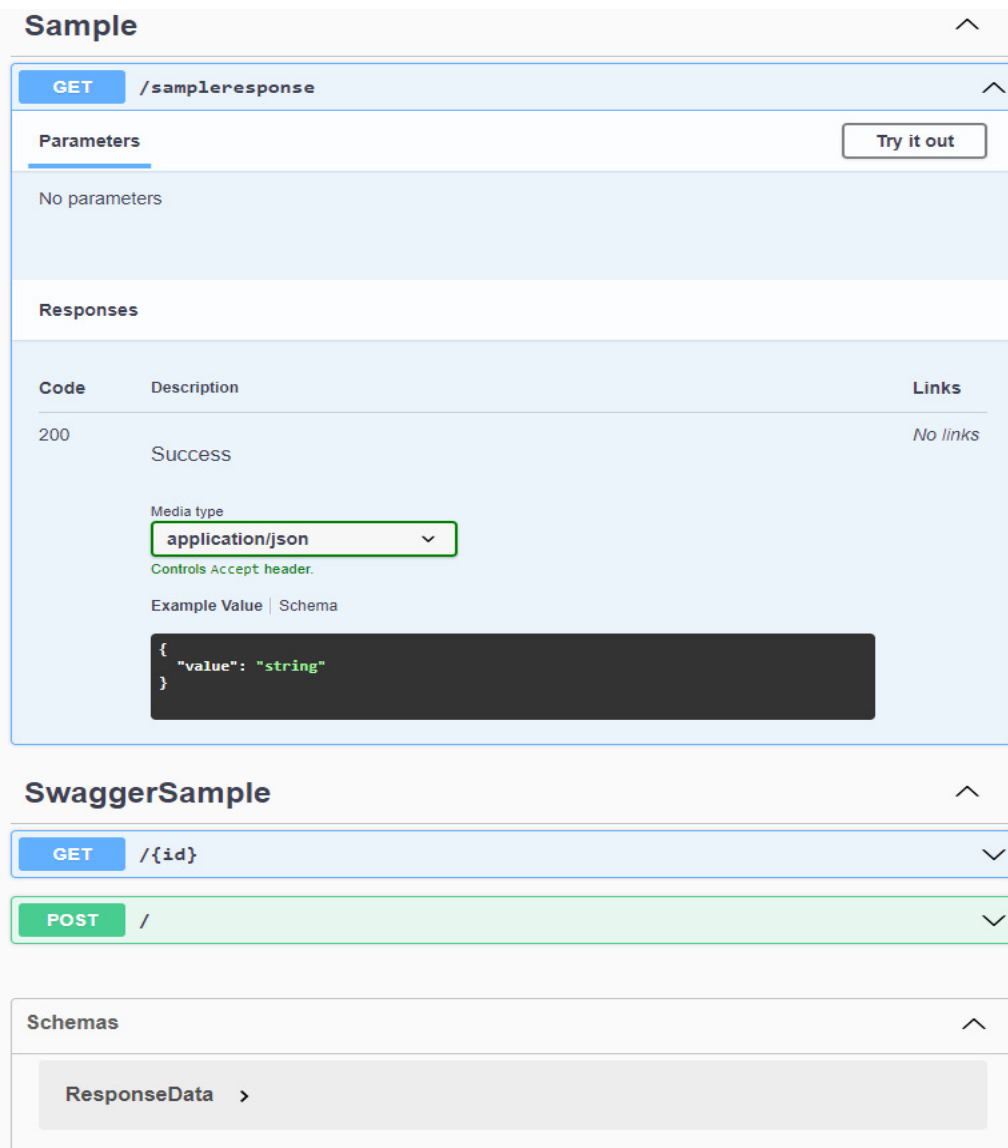 Sample
GET /sampleresponse
Parameters Try it out
No parameters
Responses
Code Description Links
200 No links
Success
Media type
application/json
Controls Accept header.
Example Value | Schema
{
"value": "string"
}
SwaggerSample
GET /{id}
POST /
Schemas
ResponseData >